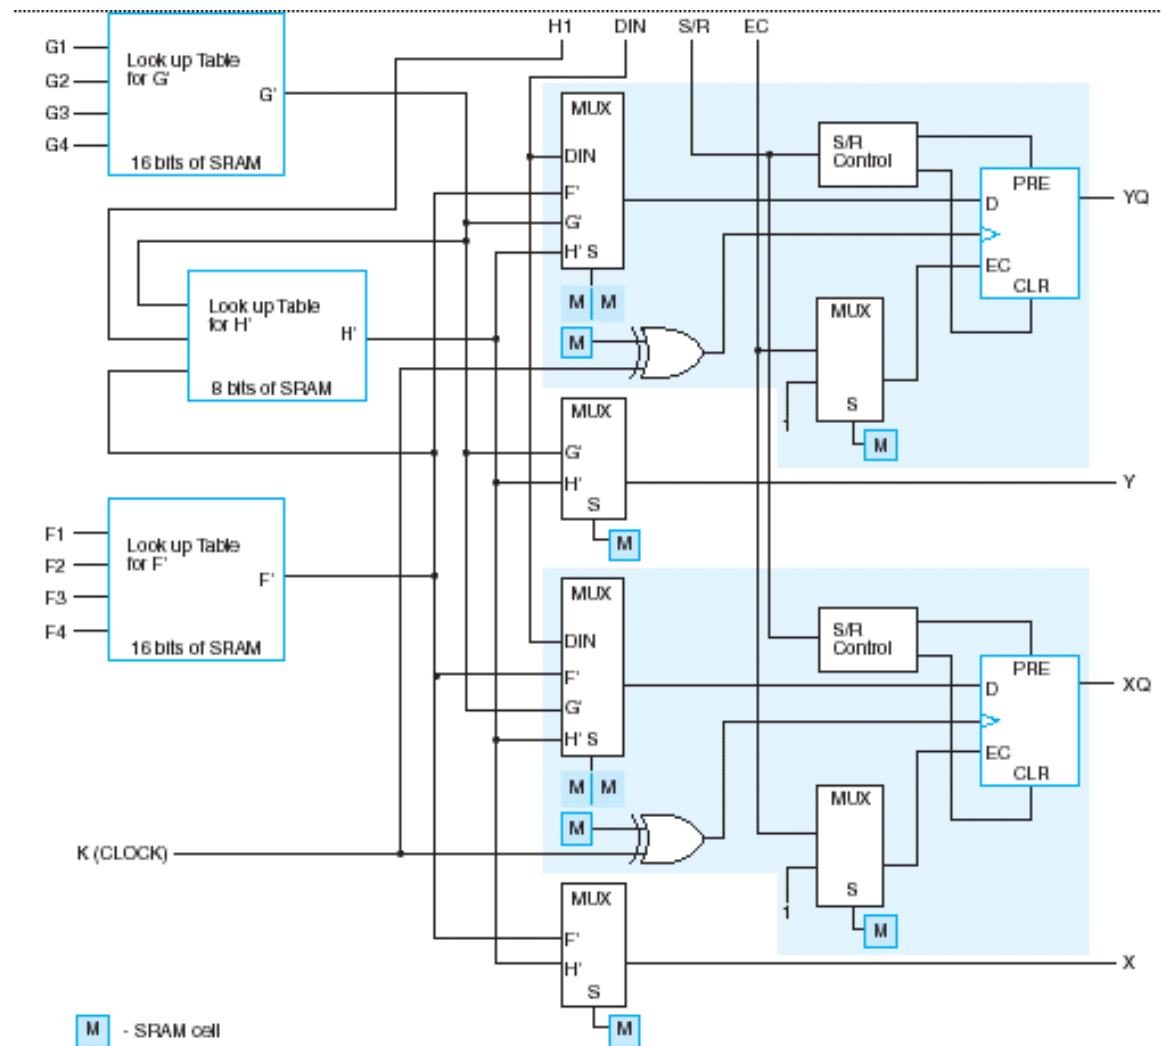 H1 DIN S/R EC
G1
G2
G3
G4
Look up Table
for G'
G'
16 bits of SRAM
MUX
DIN
F'
G'
H' S
M M
M
S/R
Control
PRE
D
EC
CLR
YQ
Look up Table
for H'
H'
8 bits of SRAM
MUX
S
1
M
MUX
G'
H'
S
M
Y
F1
F2
F3
F4
Look up Table
for F'
F'
16 bits of SRAM
MUX
DIN
F'
G'
H' S
M M
M
S/R
Control
PRE
D
EC
CLR
XQ
K (CLOCK)
MUX
S
1
M
MUX
F'
H'
S
M
X
M - SRAM cell